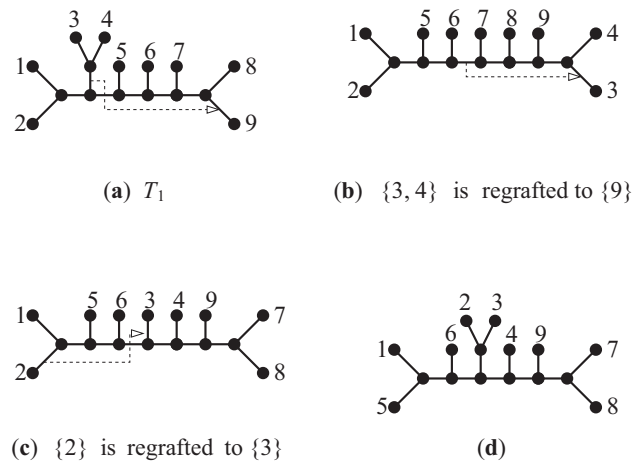 3 4 5 6 7
1 8
2 9
(a) T1
5 6 7 8 9
1 4
2 3
(b) {3, 4} is regrafted to {9}
5 6 3 4 9
1 7
2 8
(c) {2} is regrafted to {3}
2 3
6 4 9
1 7
5 8
(d)